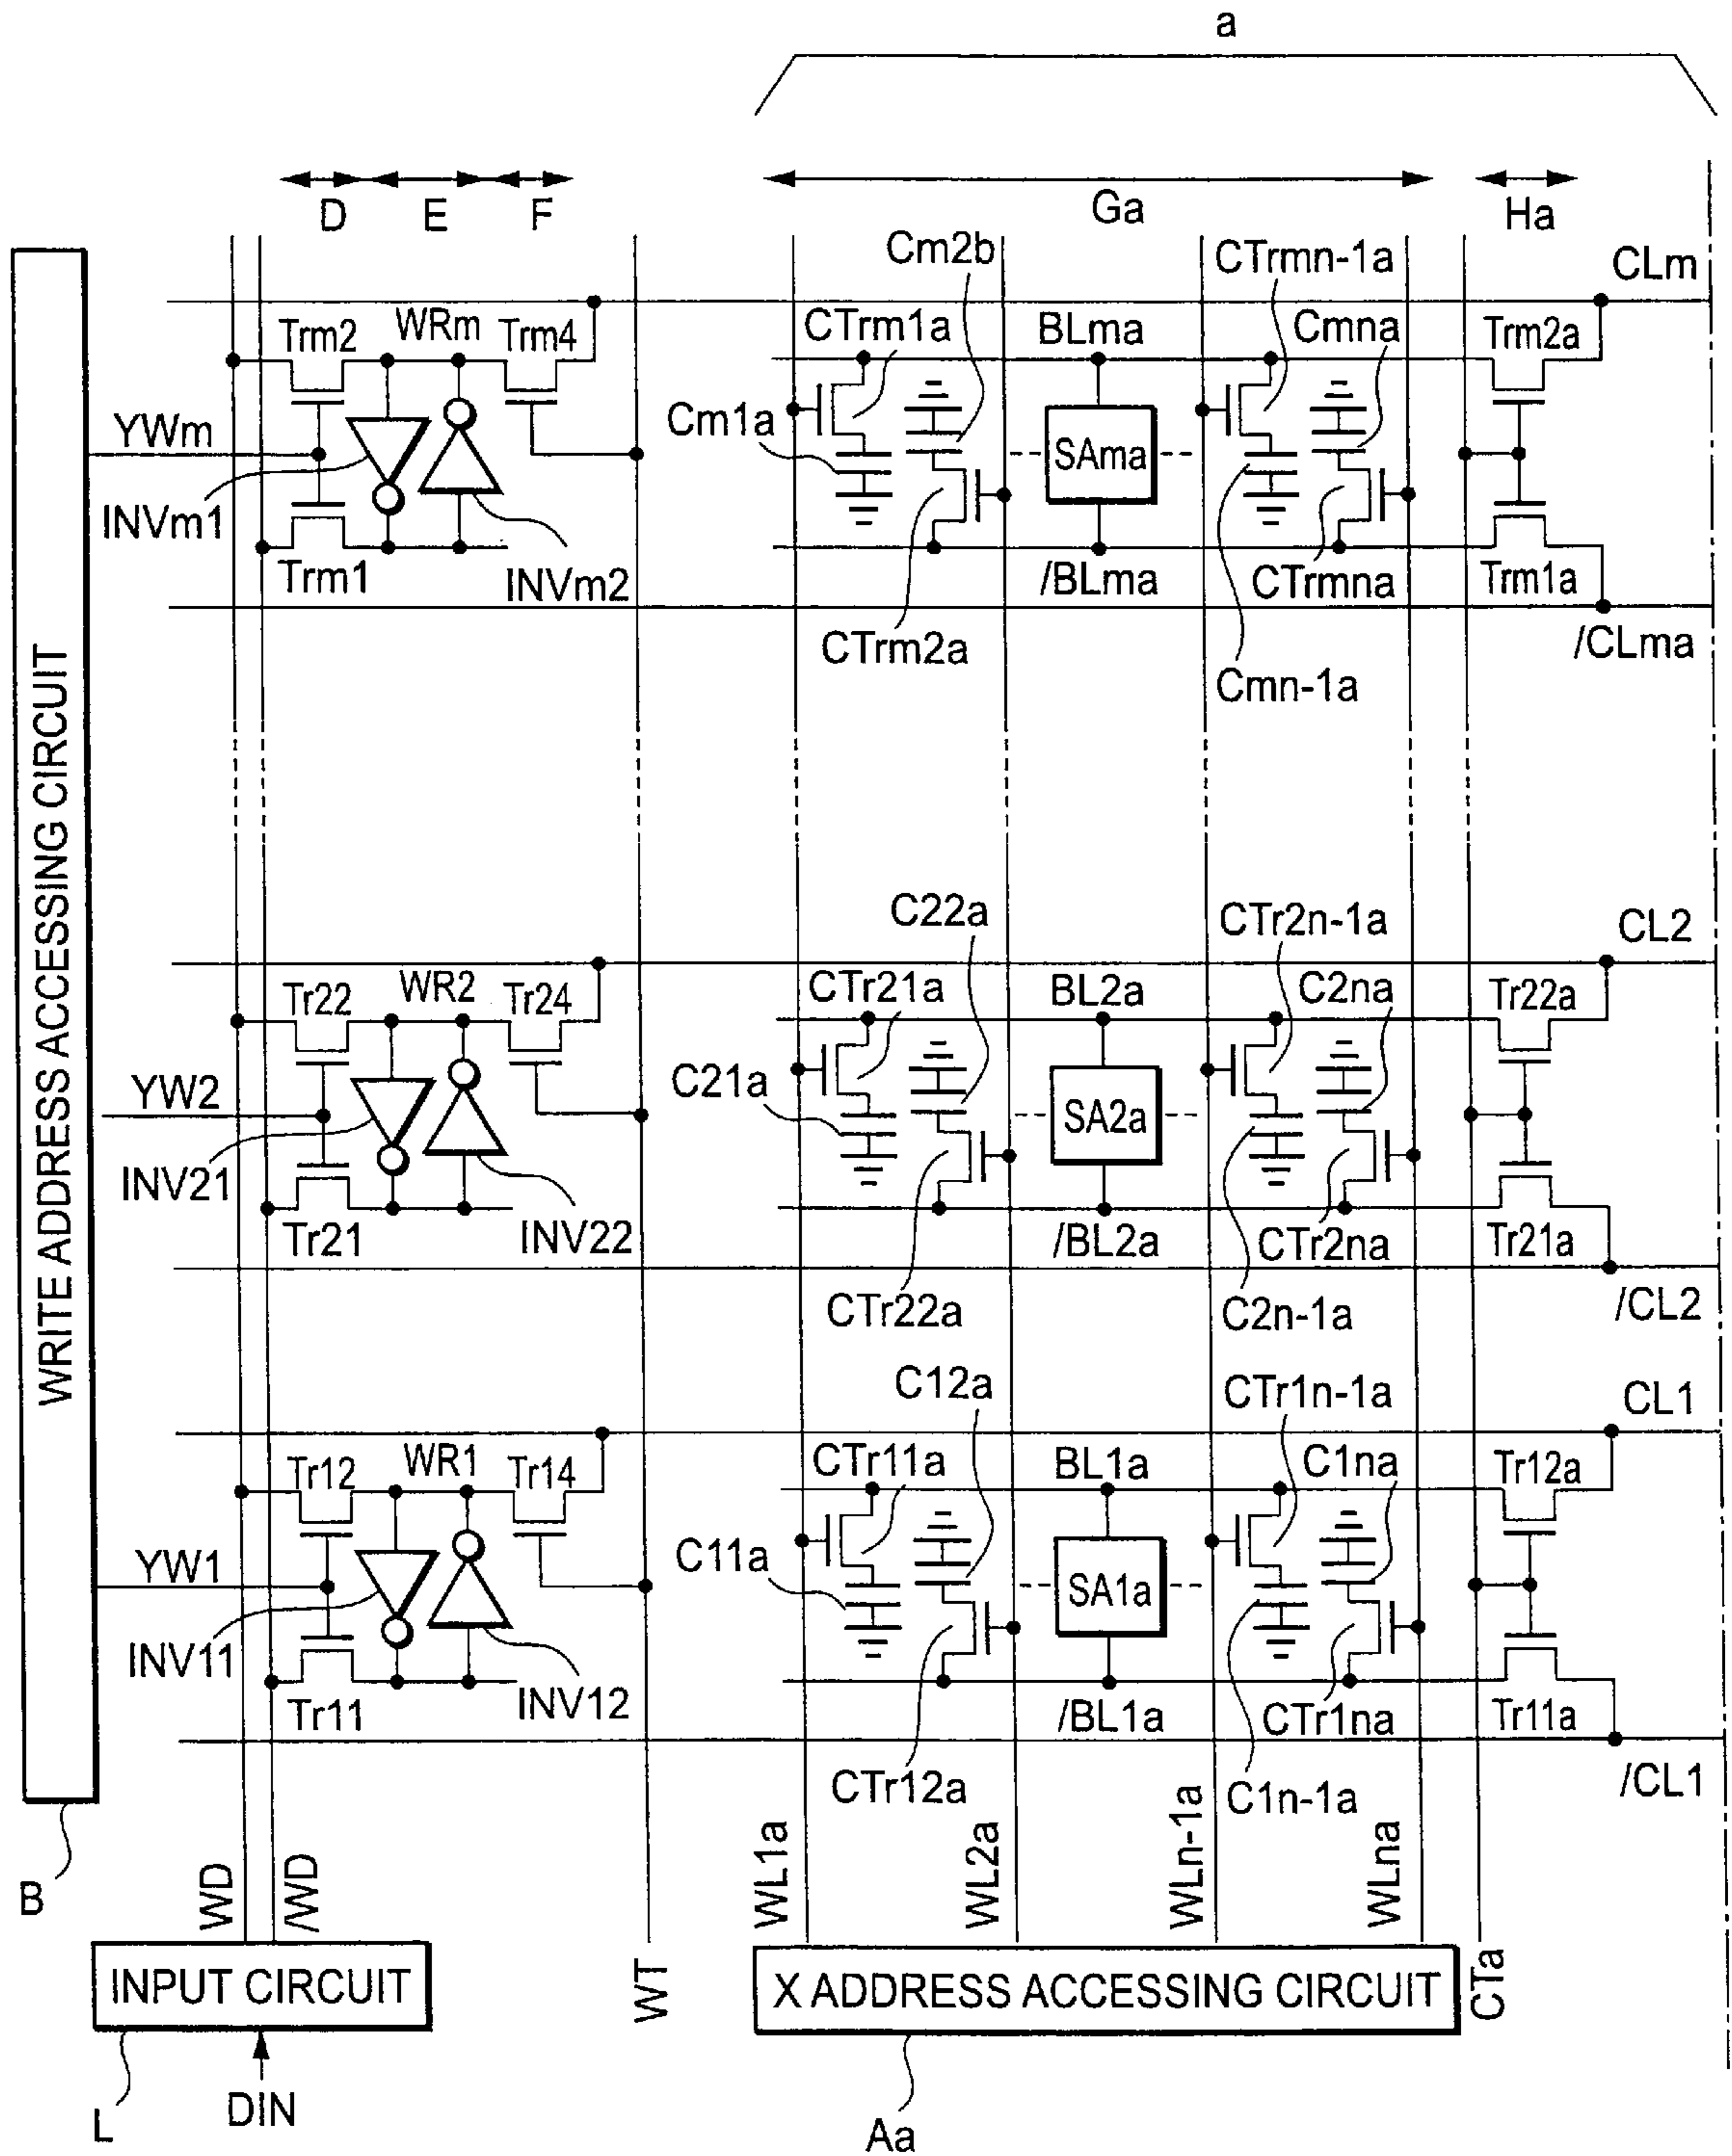 a
D
E
F
Ga
Ha
Cm2b
CTrmn-1a
CLm
Trm2
WRm
Trm4
CTrm1a
BLma
Cmna
Trm2a
YWm
Cm1a
SAma
INVm1
Trm1
INVm2
/BLma
CTrmna
Trm1a
CTrm2a
Cmn-1a
/CLma
WRITE ADDRESS ACCESSING CIRCUIT
C22a
CTr2n-1a
CL2
Tr22
WR2
Tr24
CTr21a
BL2a
C2na
Tr22a
YW2
C21a
SA2a
INV21
Tr21
INV22
/BL2a
CTr2na
Tr21a
CTr22a
C2n-1a
/CL2
C12a
CTr1n-1a
CL1
Tr12
WR1
Tr14
CTr11a
BL1a
C1na
Tr12a
YW1
C11a
SA1a
INV11
Tr11
INV12
/BL1a
CTr1na
Tr11a
CTr12a
C1n-1a
/CL1
B
WD
/WD
WT
WL1a
WL2a
WLn-1a
WLna
CTa
INPUT CIRCUIT
X ADDRESS ACCESSING CIRCUIT
L
DIN
Aa